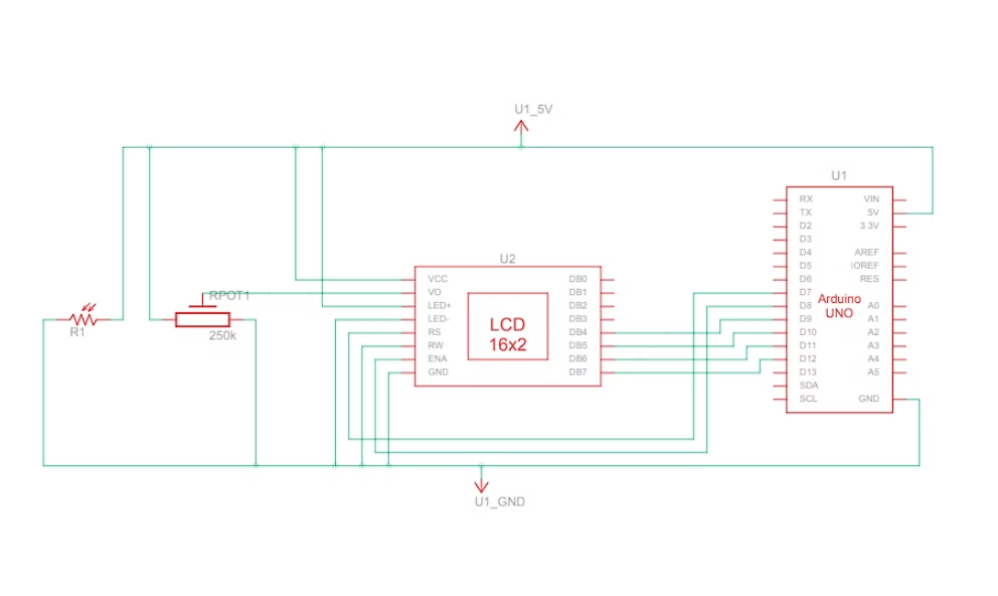 U1_5V
U1
RX
TX
D2
D3
D4
D5
D6
D7
D8
D9
D10
D11
D12
D13
SDA
SCL
VIN
5V
3.3V
AREF
IOREF
RES
A0
A1
A2
A3
A4
A5
GND
Arduino
UNO
U2
VCC
VO
LED+
LED-
RS
RW
ENA
GND
LCD
16x2
DB0
DB1
DB2
DB3
DB4
DB5
DB6
DB7
RPOT1
250k
R1
U1_GND